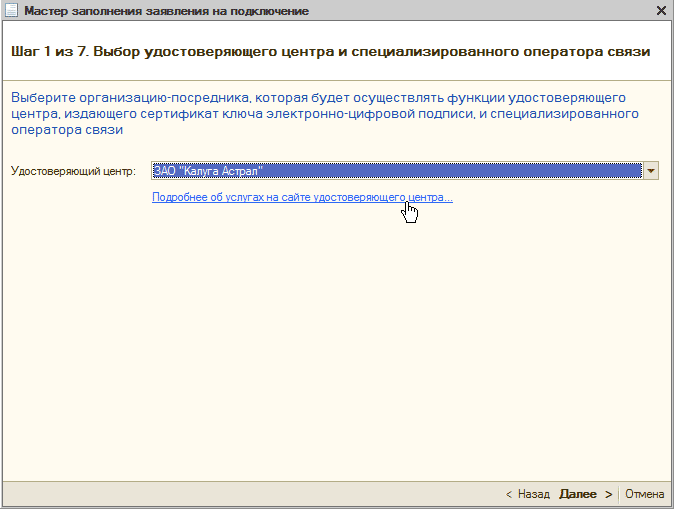 Мастер заполнения заявления на подключение
Шаг 1 из 7. Выбор удостоверяющего центра и специализированного оператора связи
Выберите организацию-посредника, которая будет осуществлять функции удостоверяющего
центра, издающего сертификат ключа электронно-цифровой подписи, и специализированного
оператора связи
Удостоверяющий центр: ЗАО "Калуга Астрал"
Подробнее об услугах на сайте удостоверяющего центра...
< Назад Далее > Отмена